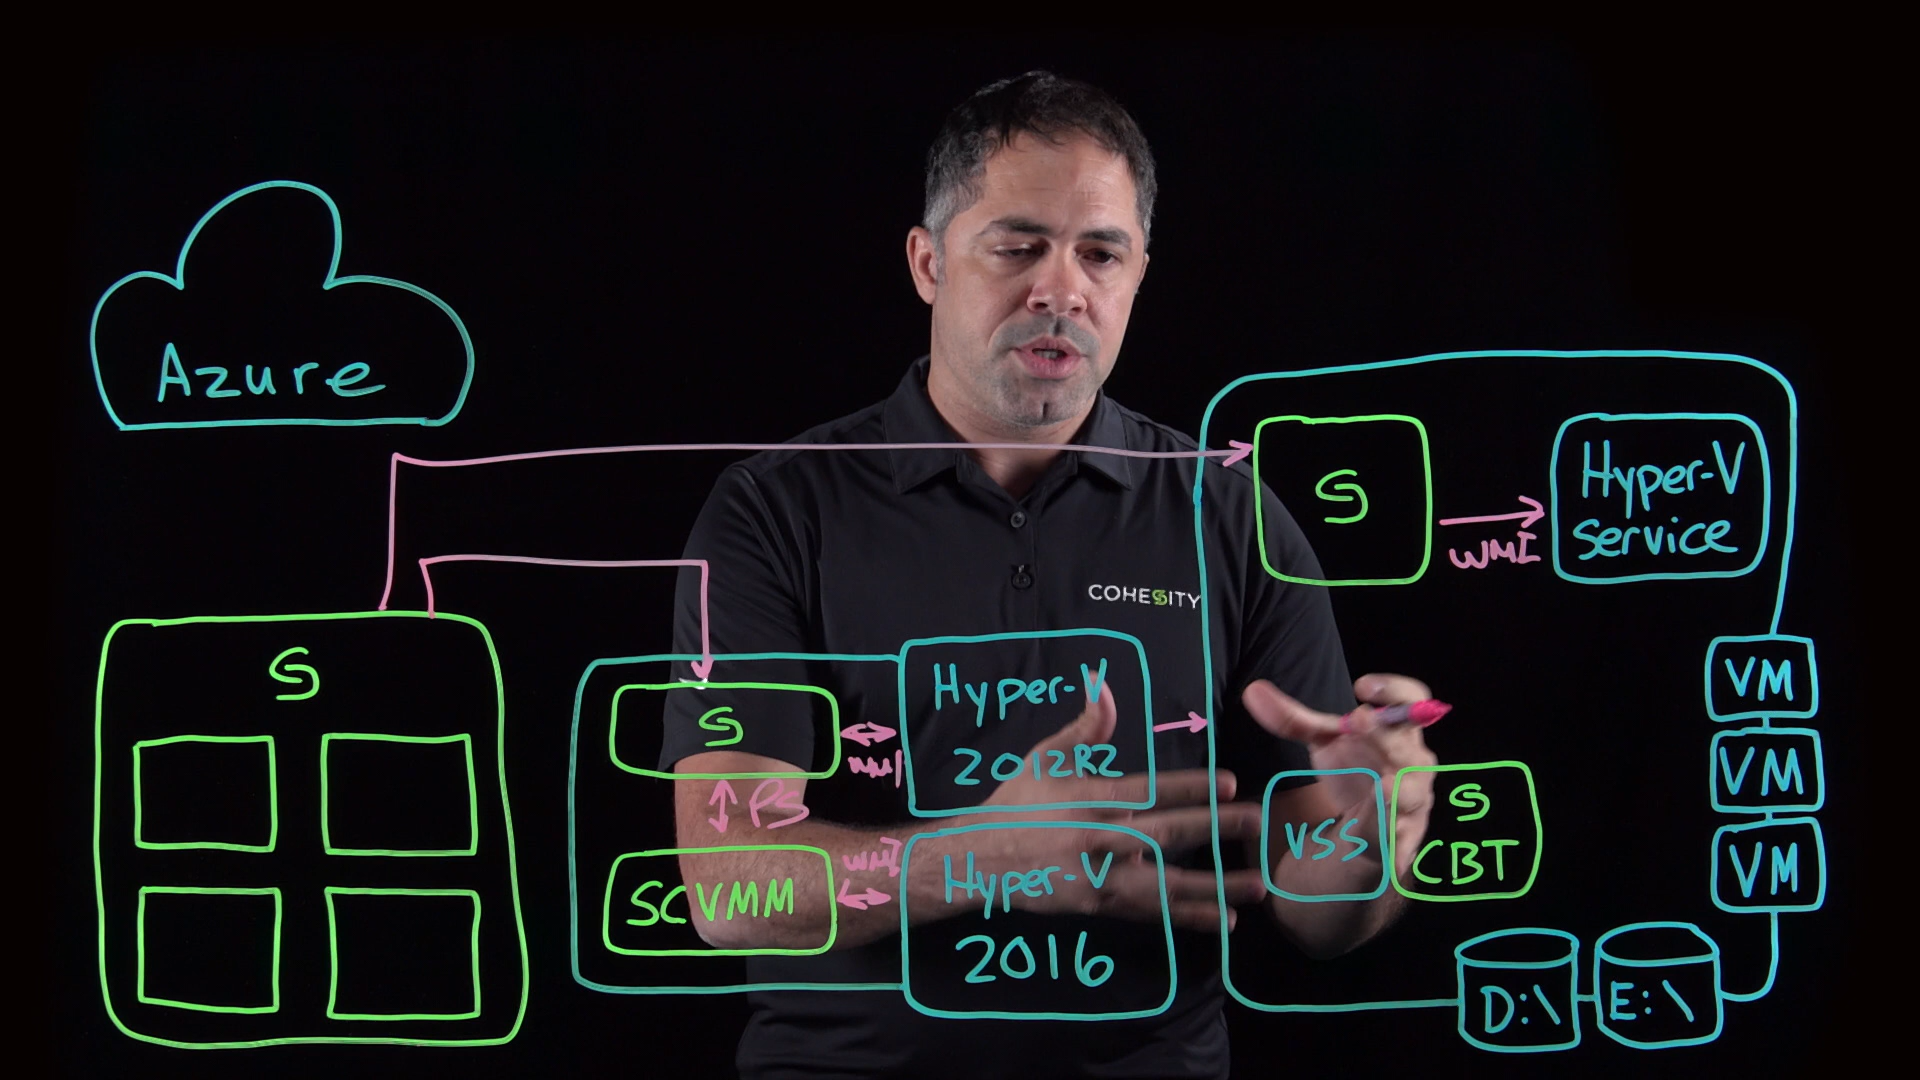 Azure
S
COHESITY
S
WMI
Hyper-V
service
S
WMI
PS
SCVMM
WMI
Hyper-V
2012R2
Hyper-V
2016
VSS
S
CBT
VM
VM
VM
D:\
E:\